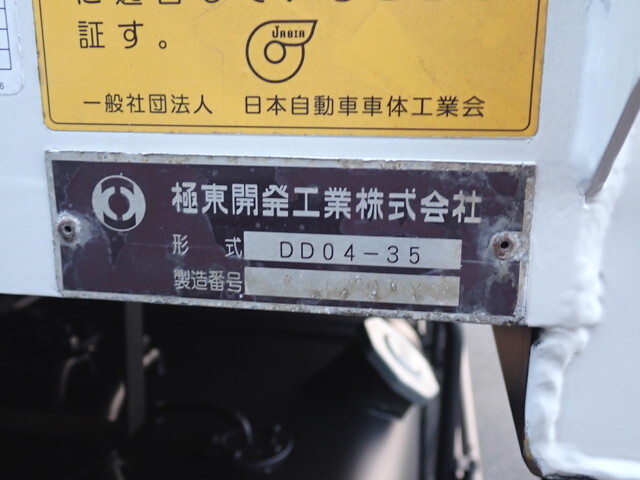 証す。
JABIA
一般社団法人 日本自動車車体工業会
極東開発工業株式会社
形式 DD04-35
製造番号